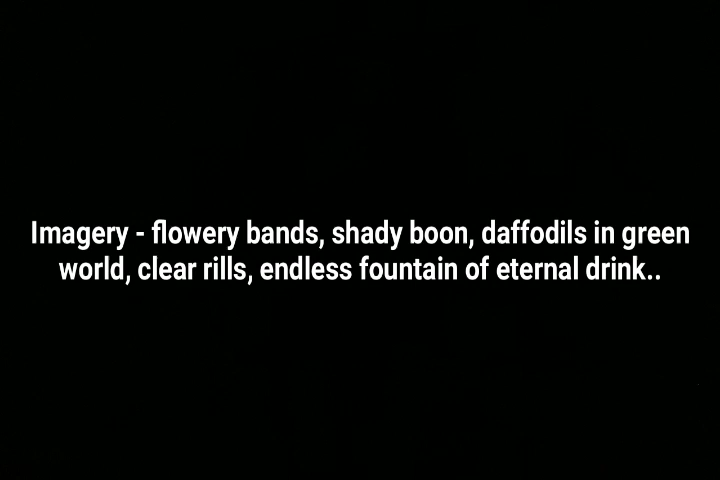 Imagery - flowery bands, shady boon, daffodils in green
world, clear rills, endless fountain of eternal drink..